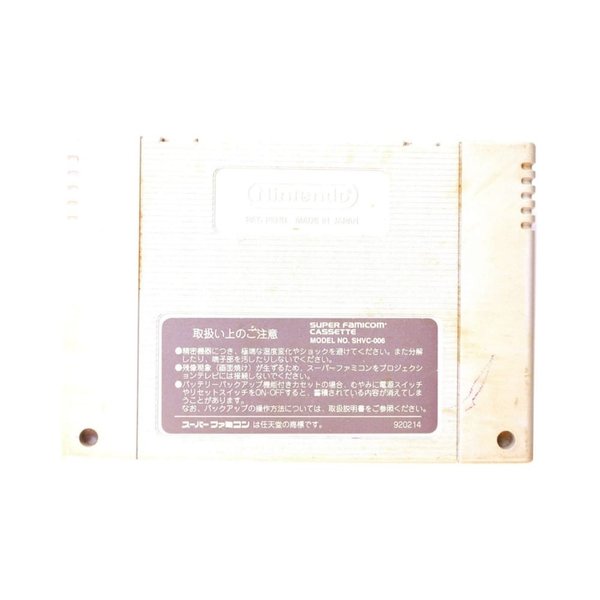 Nintendo
PAT. PEND. MADE IN JAPAN
取扱い上のご注意
SUPER FAMICOM
CASSETTE
MODEL NO. SHVC-006
●精密機器につき、極端な温度変化やショックを避けてください。また分解
したり、端子部を汚したりしないでください。
●残像現象（画面焼け）が生ずるため、スーパーファミコンをプロジェクシ
ョンテレビには接続しないでください。
●バッテリーバックアップ機能付きカセットの場合、むやみに電源スイッチ
やリセットスイッチをON・OFFすると、蓄積されている内容が消えてしま
うことがあります。
なお、バックアップの操作方法については、取扱説明書をご参照ください。
スーパーファミコン は任天堂の商標です。 920214